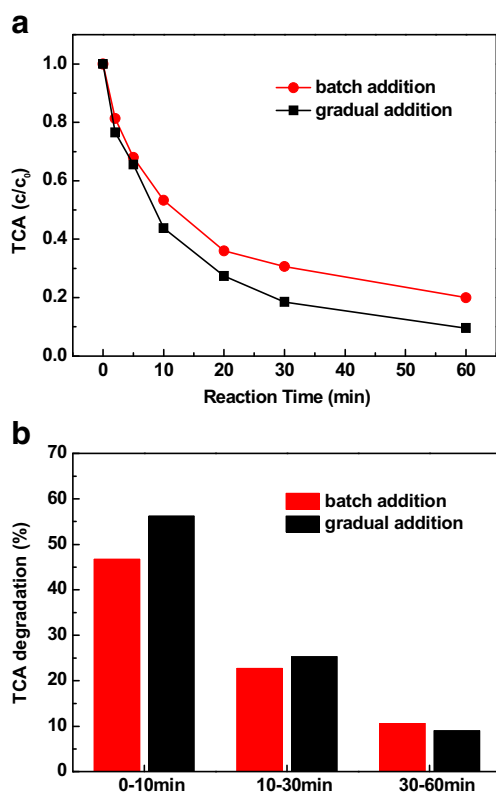 a
1.0
0.8
0.6
0.4
0.2
0.0
TCA (c/c₀)
batch addition
gradual addition
0 10 20 30 40 50 60
Reaction Time (min)
b
70
60
50
40
30
20
10
0
TCA degradation (%)
batch addition
gradual addition
0-10min 10-30min 30-60min